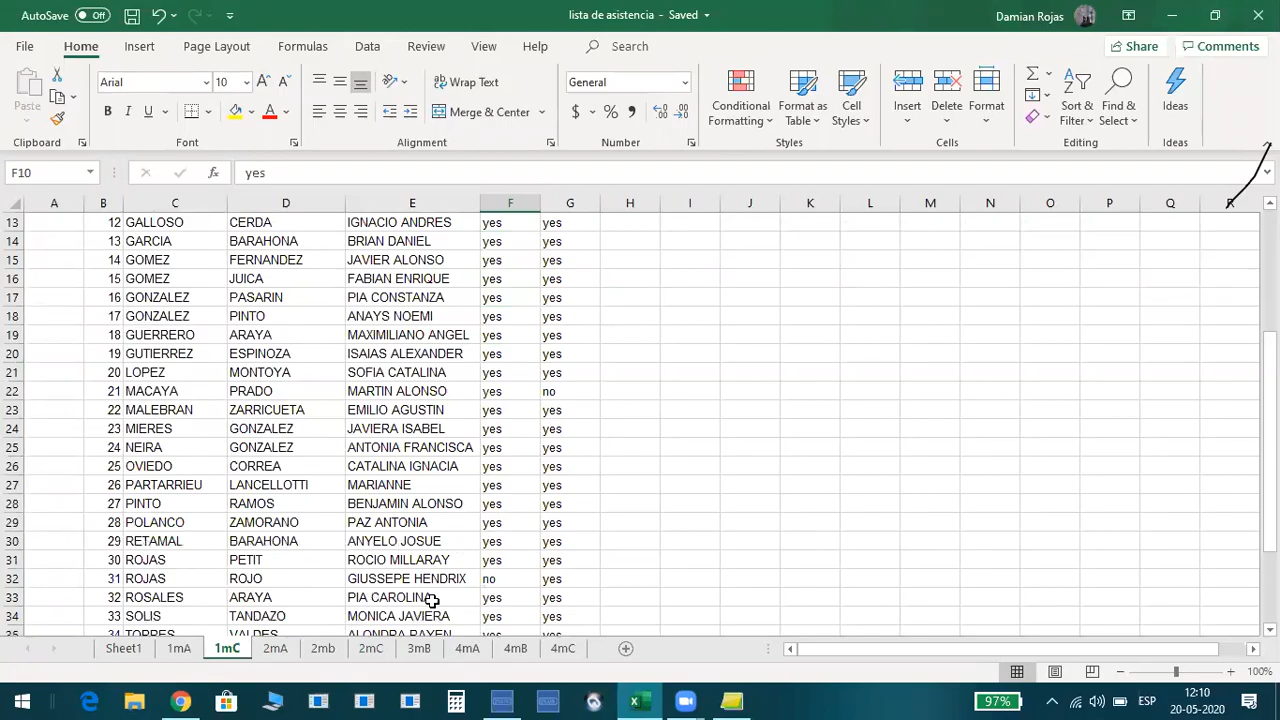 AutoSave Off lista de asistencia - Saved Damian Rojas
File Home Insert Page Layout Formulas Data Review View Help Search Share Comments
Paste Arial 10 Wrap Text General Conditional Formatting Format as Table Cell Styles Insert Delete Format Sort & Filter Find & Select Ideas
B I U A Merge & Center $ % ,
Clipboard Font Alignment Number Styles Cells Editing Ideas
F10 fx yes
A B C D E F G H I J K L M N O P Q R
13 12 GALLOSO CERDA IGNACIO ANDRES yes yes
14 13 GARCIA BARAHONA BRIAN DANIEL yes yes
15 14 GOMEZ FERNANDEZ JAVIER ALONSO yes yes
16 15 GOMEZ JUICA FABIAN ENRIQUE yes yes
17 16 GONZALEZ PASARIN PIA CONSTANZA yes yes
18 17 GONZALEZ PINTO ANAYS NOEMI yes yes
19 18 GUERRERO ARAYA MAXIMILIANO ANGEL yes yes
20 19 GUTIERREZ ESPINOZA ISAIAS ALEXANDER yes yes
21 20 LOPEZ MONTOYA SOFIA CATALINA yes yes
22 21 MACAYA PRADO MARTIN ALONSO yes no
23 22 MALEBRAN ZARRICUETA EMILIO AGUSTIN yes yes
24 23 MIERES GONZALEZ JAVIERA ISABEL yes yes
25 24 NEIRA GONZALEZ ANTONIA FRANCISCA yes yes
26 25 OVIEDO CORREA CATALINA IGNACIA yes yes
27 26 PARTARRIEU LANCELLOTTI MARIANNE yes yes
28 27 PINTO RAMOS BENJAMIN ALONSO yes yes
29 28 POLANCO ZAMORANO PAZ ANTONIA yes yes
30 29 RETAMAL BARAHONA ANYELO JOSUE yes yes
31 30 ROJAS PETIT ROCIO MILLARAY yes yes
32 31 ROJAS ROJO GIUSSEPE HENDRIX no yes
33 32 ROSALES ARAYA PIA CAROLINA yes yes
34 33 SOLIS TANDAZO MONICA JAVIERA yes yes
35 34 TORRES VALDES ALONDRA RAYEN yes yes
Sheet1 1mA 1mC 2mA 2mb 2mC 3mB 4mA 4mB 4mC
100%
97% ESP 12:10
20-05-2020